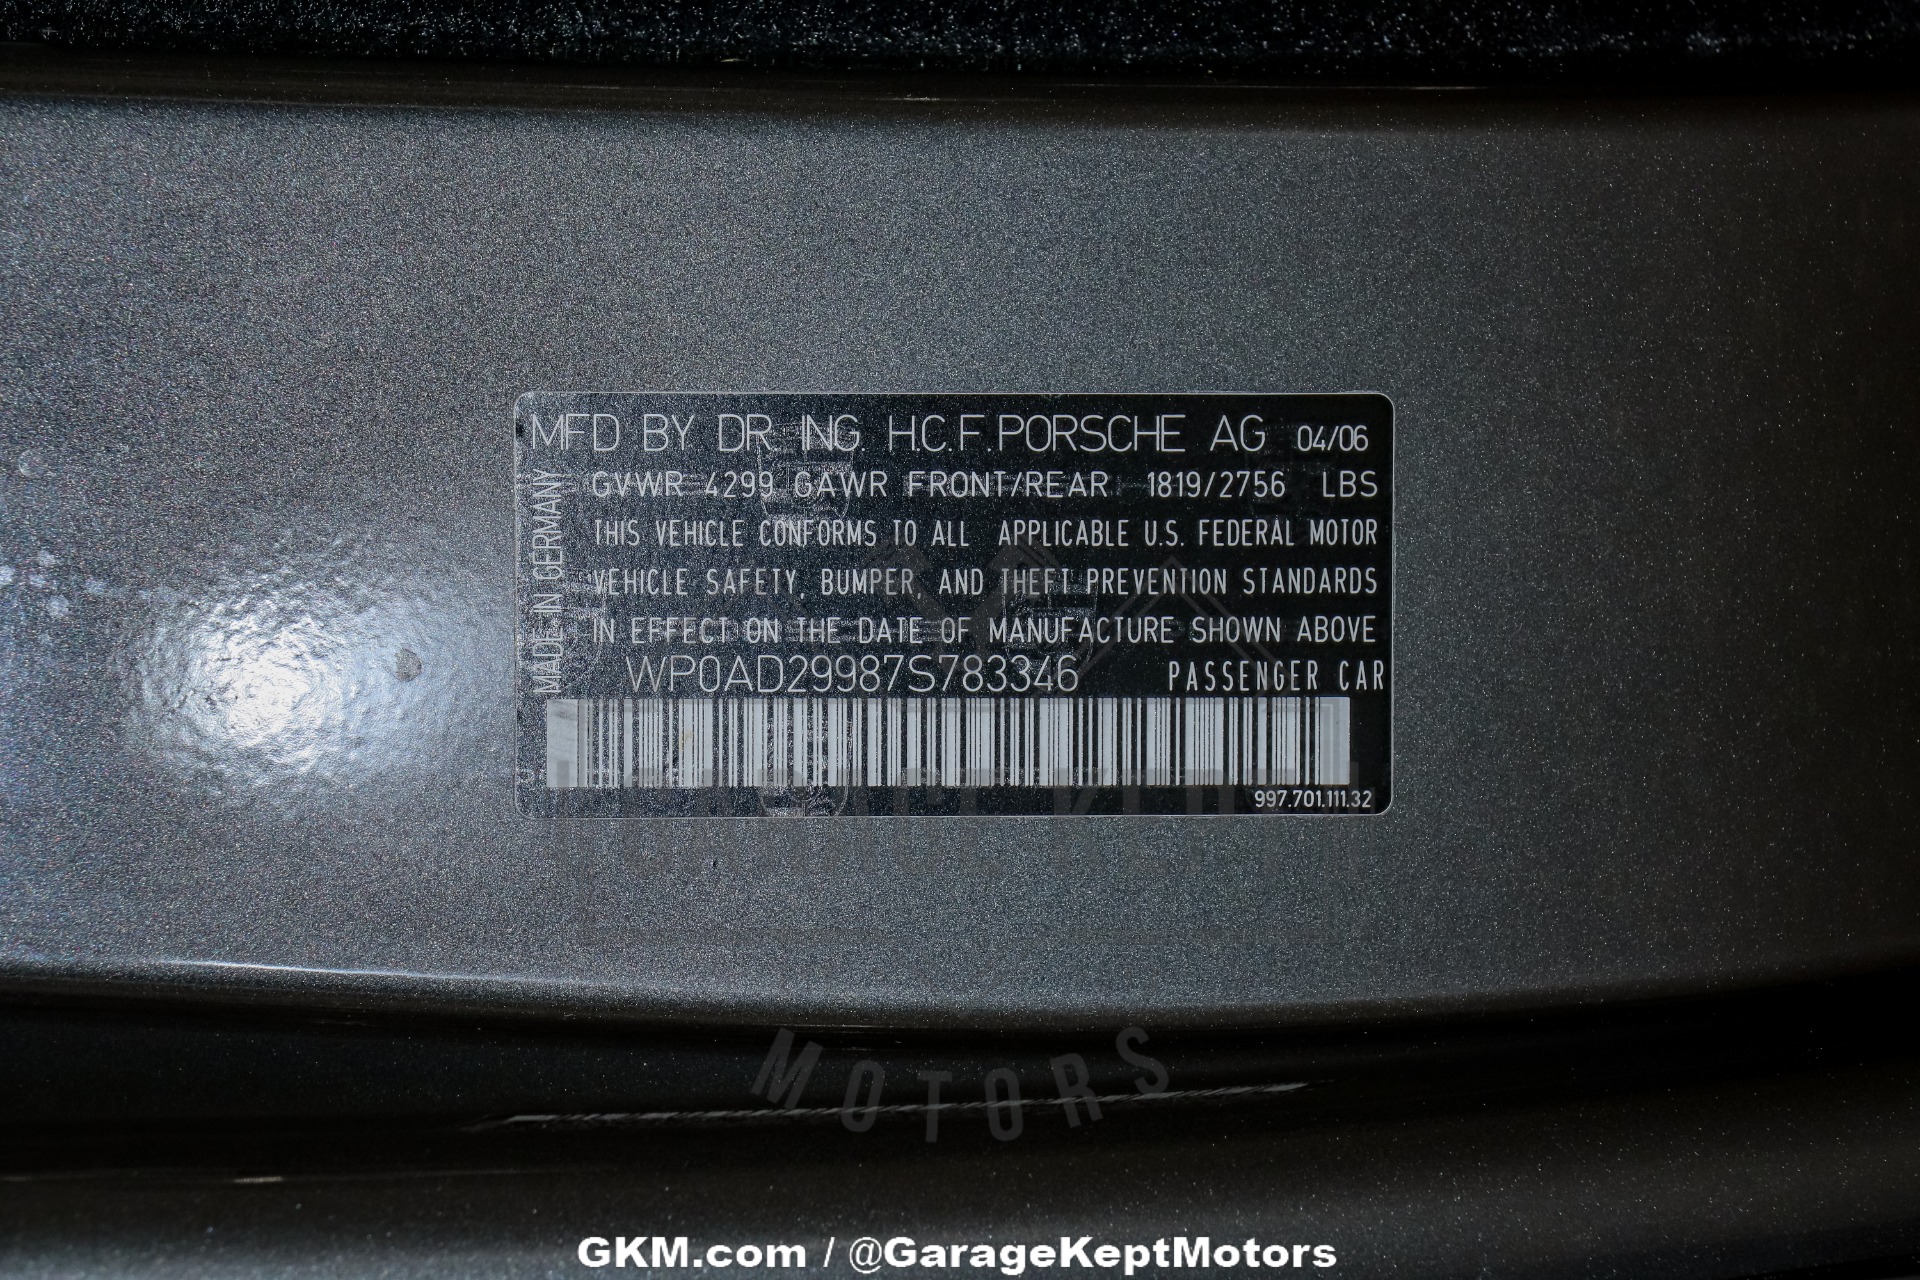 MFD BY DR. ING. H.C.F. PORSCHE AG 04/06
GVWR 4299 GAWR FRONT/REAR 1819/2756 LBS
THIS VEHICLE CONFORMS TO ALL APPLICABLE U.S. FEDERAL MOTOR
VEHICLE SAFETY, BUMPER, AND THEFT PREVENTION STANDARDS
IN EFFECT ON THE DATE OF MANUFACTURE SHOWN ABOVE
WP0AD29987S783346 PASSENGER CAR
MADE IN GERMANY
997.701.111.32
GARAGE KEPT
MOTORS
GKM.com / @GarageKeptMotors